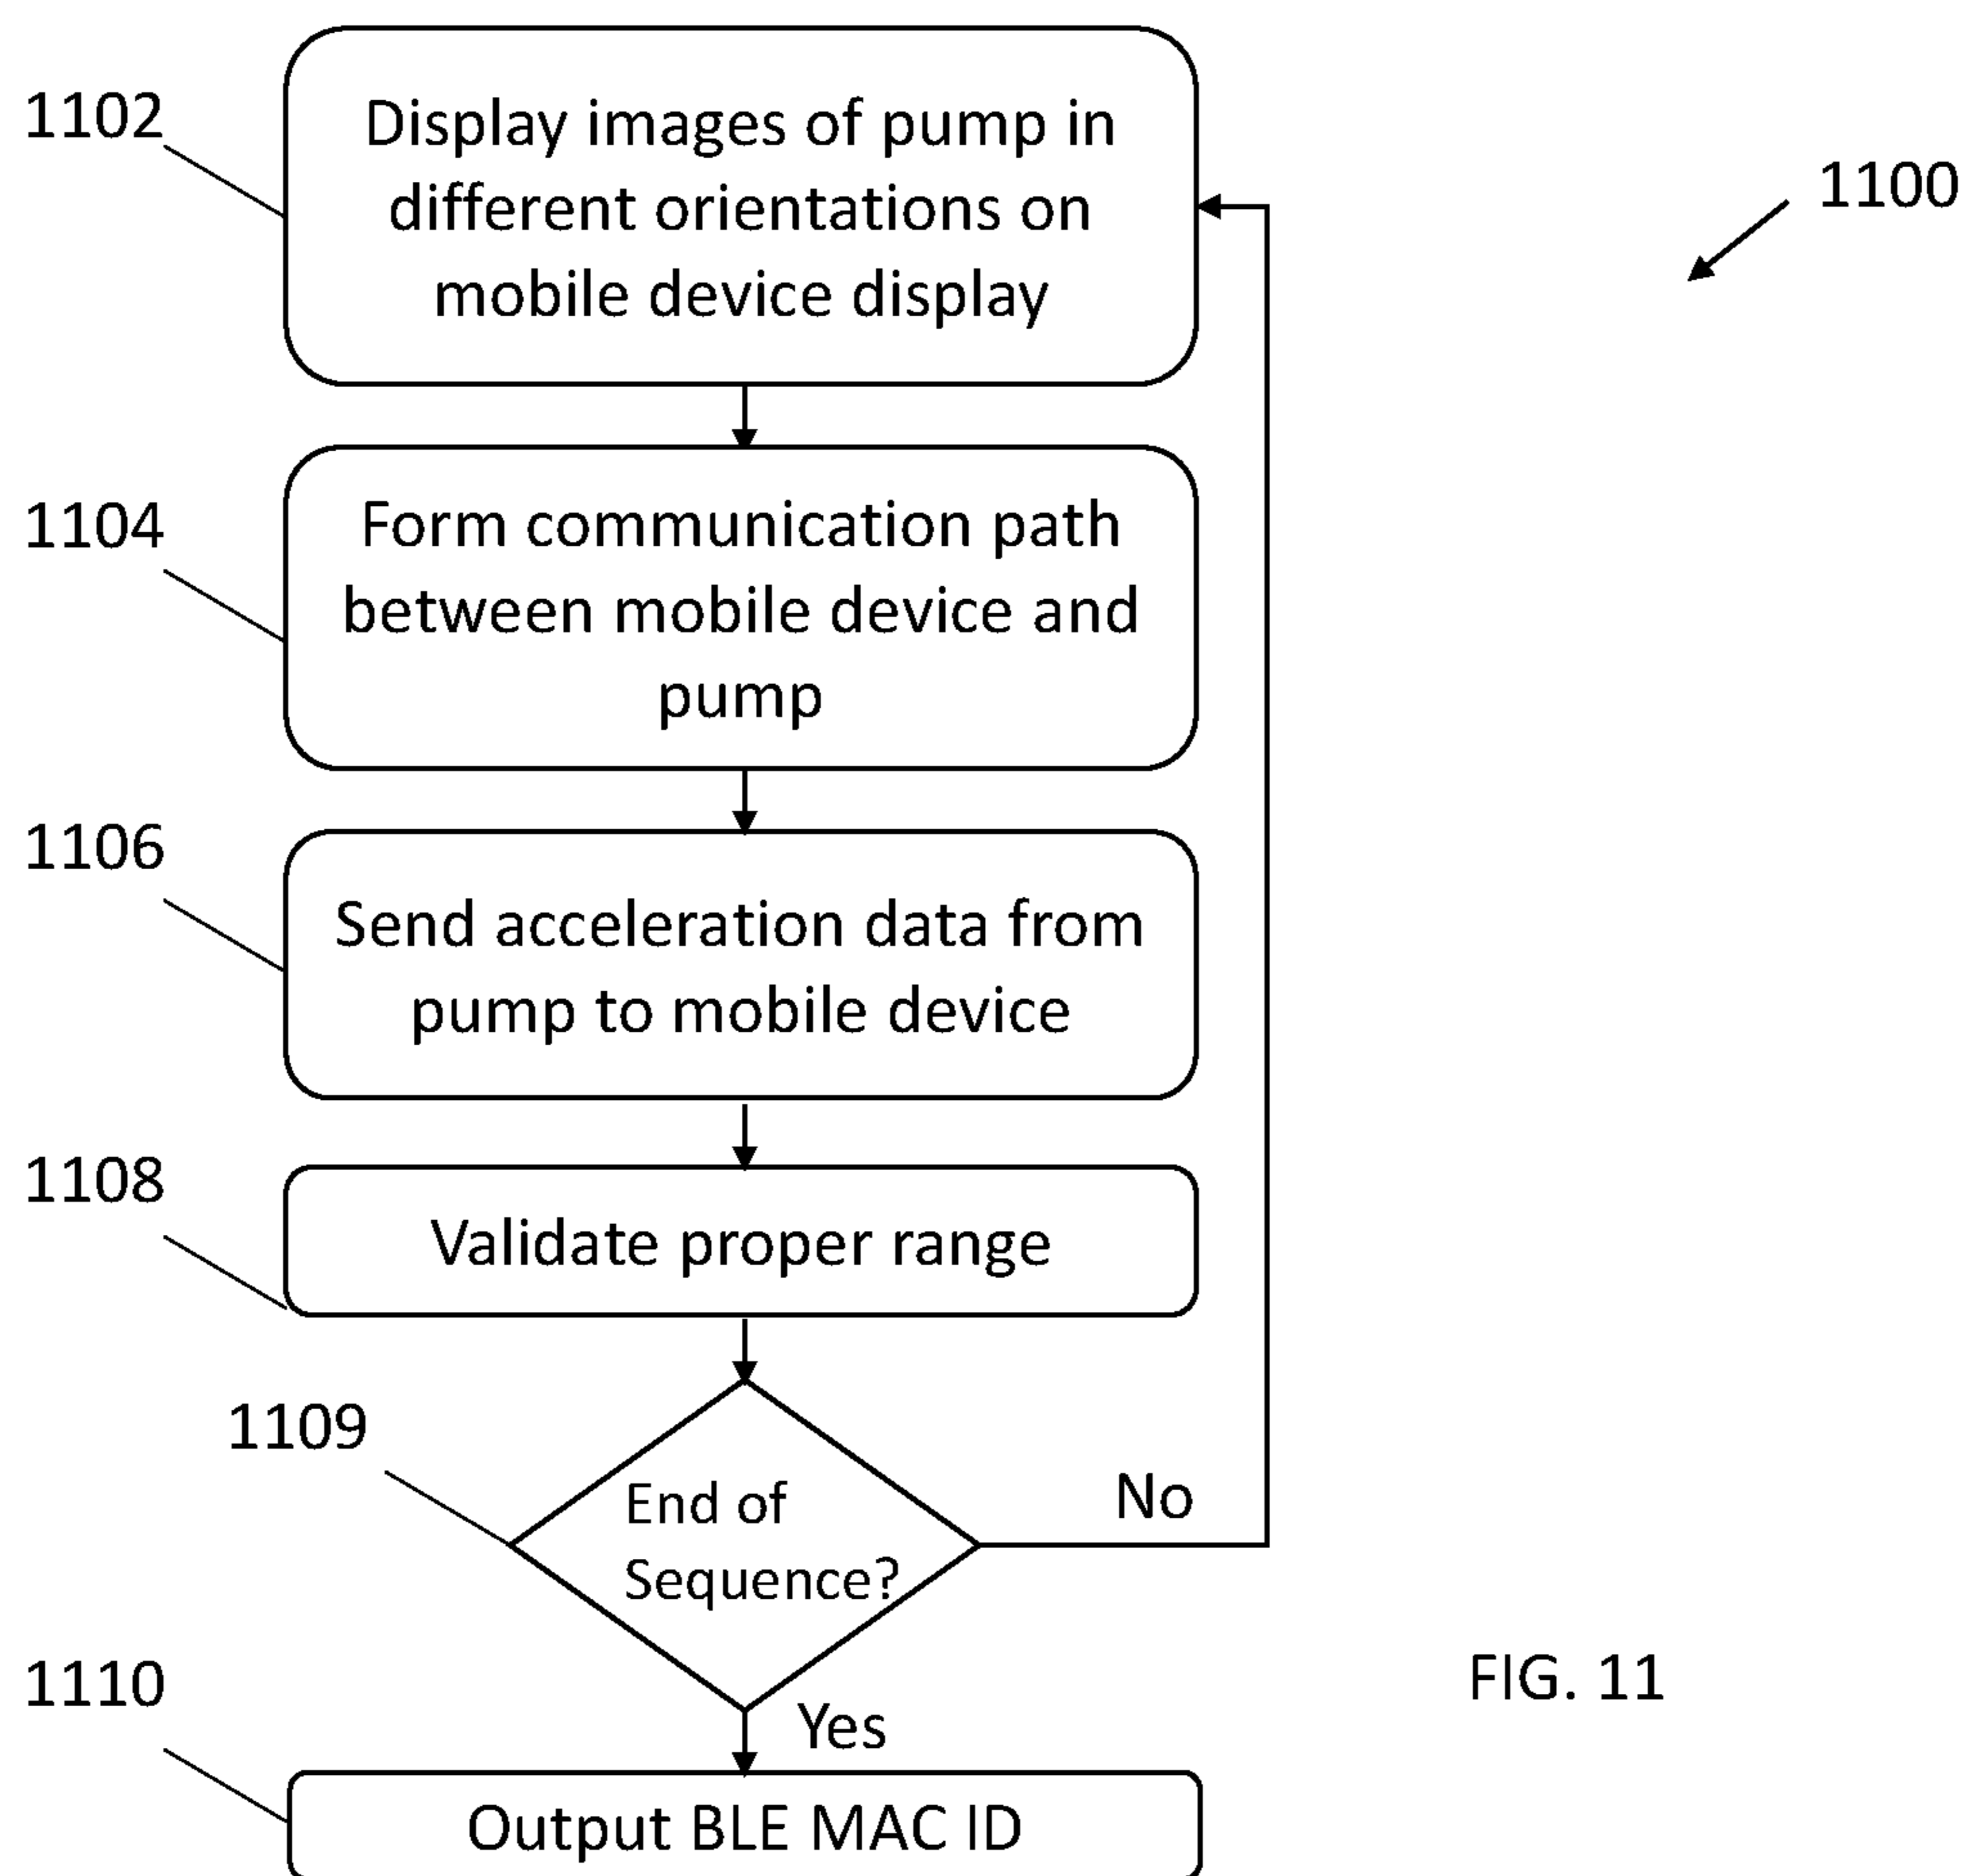 1102
Display images of pump in
different orientations on
mobile device display
1100
1104
Form communication path
between mobile device and
pump
1106
Send acceleration data from
pump to mobile device
1108
Validate proper range
1109
End of
Sequence?
No
1110
Yes
Output BLE MAC ID
FIG. 11